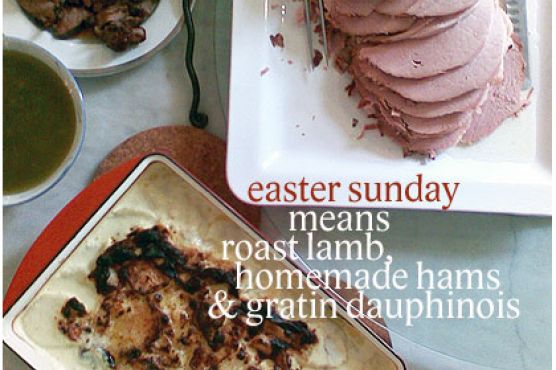 easter sunday
means
roast lamb,
homemade hams
& gratin dauphinois